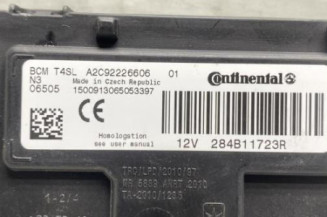 BCM T4SL A2C92226606 01
N3 Made in Czech Republic
06505 1500913065053397
Continental
CE
Homologation
see user manual
12V 284B11723R